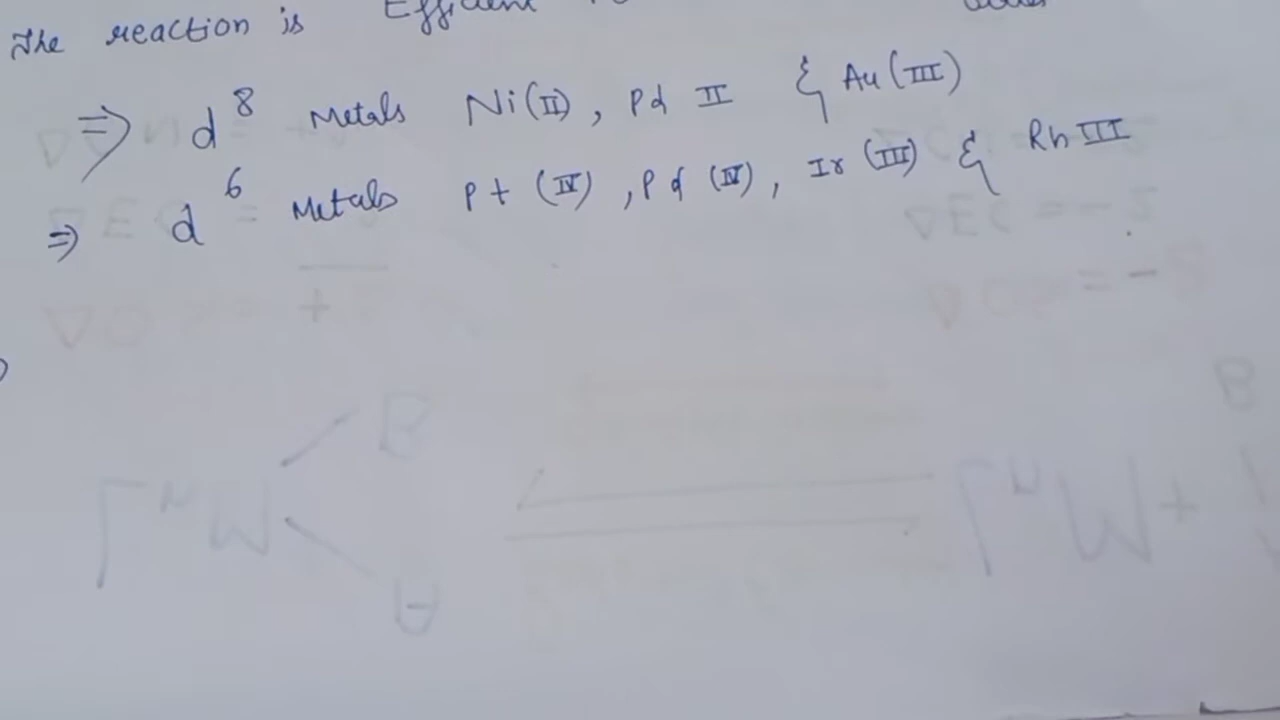 The reaction is Efficient
=> d⁸ Metals Ni(II), Pd II & Au(III)
=> d⁶ Metals Pt (IV), Pd (IV), Ir (III) & Rh III